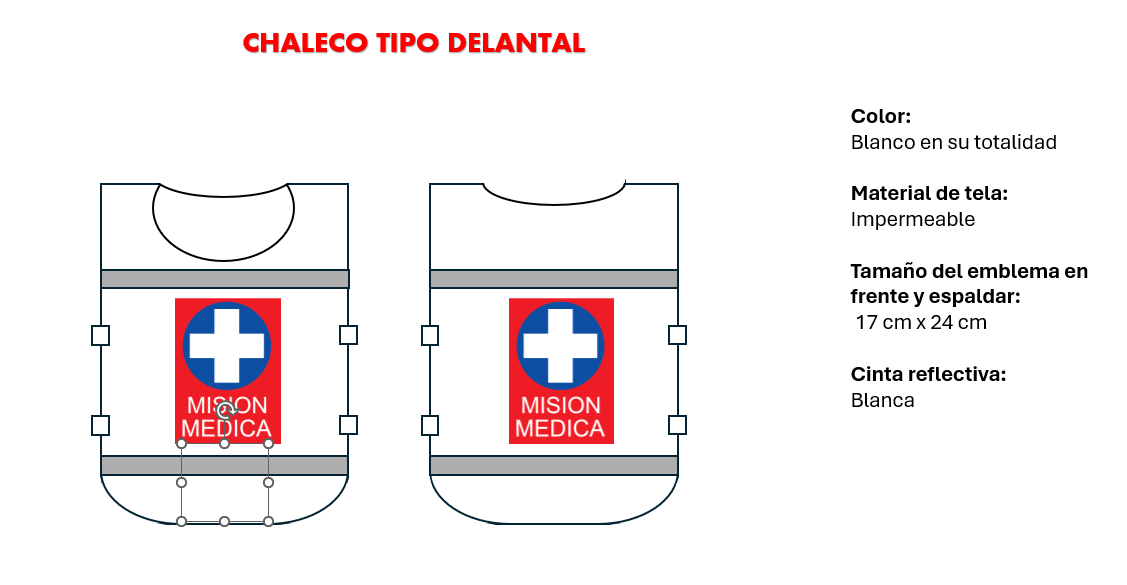 CHALECO TIPO DELANTAL
Color:
Blanco en su totalidad
Material de tela:
Impermeable
Tamaño del emblema en
frente y espaldar:
17 cm x 24 cm
Cinta reflectiva:
Blanca
MISION
MEDICA
MISION
MEDICA